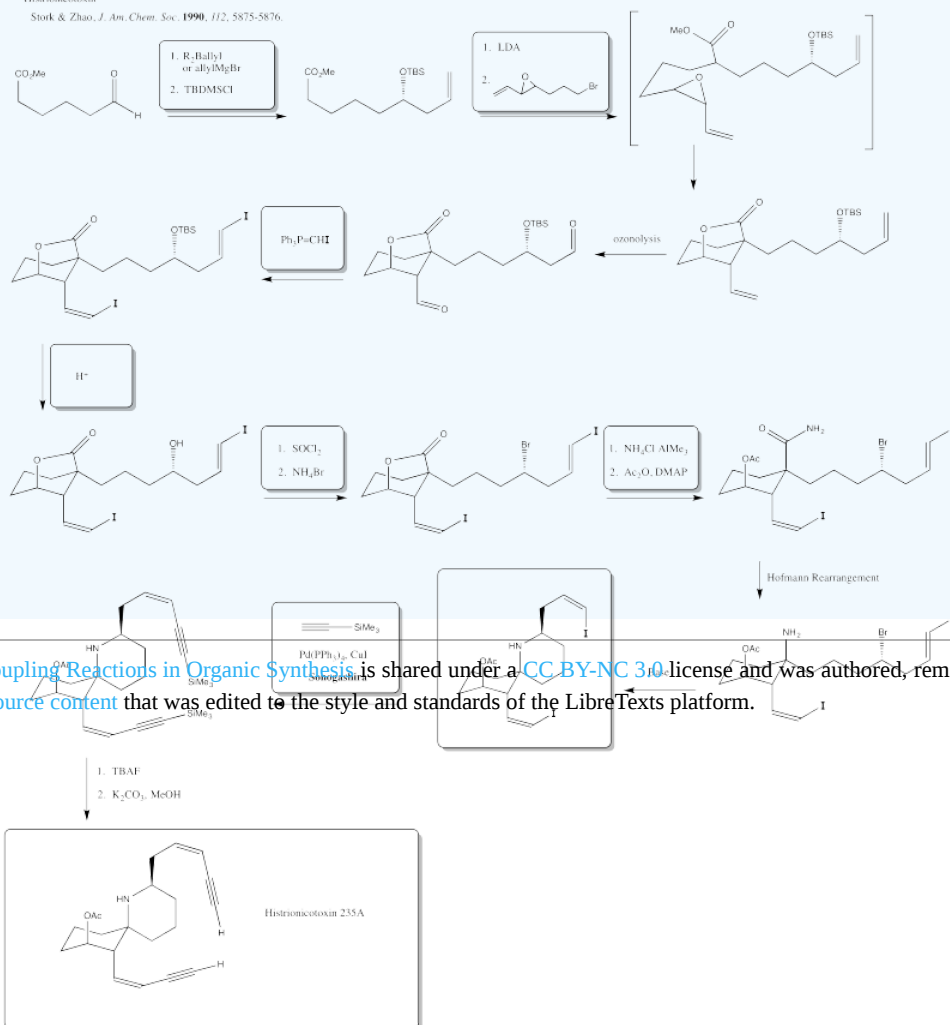 Stork & Zhao, J. Am. Chem. Soc. 1990, 112, 5875-5876.
CO2Me
O
H
1. R2Ballyl
or allylMgBr
2. TBDMSCl
CO2Me
OTBS
1. LDA
2.
O
Br
MeO
O
O
OTBS
O
O
OTBS
I
I
Ph3P=CHI
O
O
OTBS
O
O
ozonolysis
O
O
OTBS
H+
O
O
OH
I
I
1. SOCl2
2. NH4Br
O
O
Br
I
I
1. NH4Cl AlMe3
2. Ac2O, DMAP
O
NH2
OAc
Br
I
Hofmann Rearrangement
HN
OAc
SiMe3
SiMe3
SiMe3
Pd(PPh3)4, CuI
Sonogashira
HN
OAc
I
I
NH2
OAc
Br
I
upling Reactions in Organic Synthesis is shared under a CC BY-NC 3.0 license and was authored, rem
ource content that was edited to the style and standards of the LibreTexts platform.
1. TBAF
2. K2CO3, MeOH
HN
OAc
H
H
Histrionicotoxin 235A